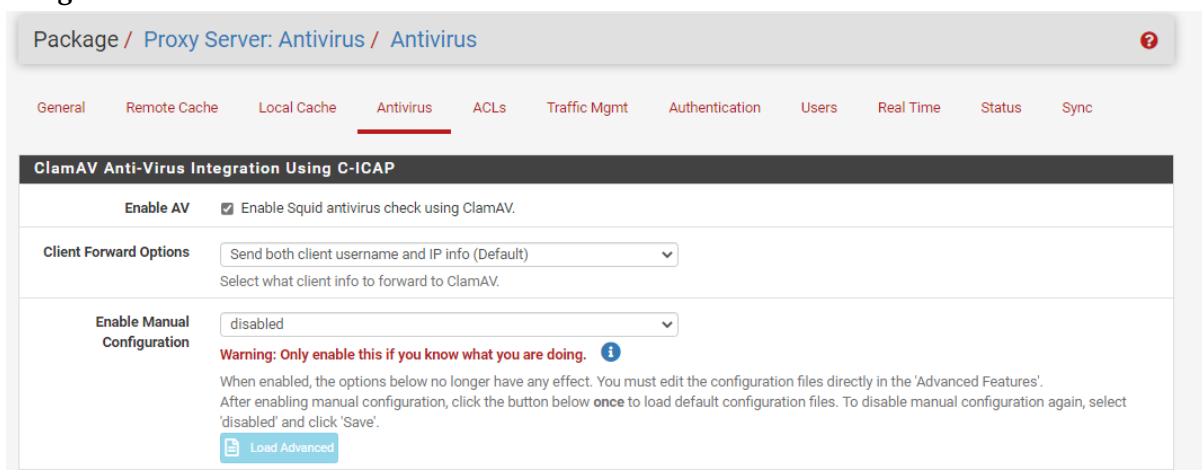 Package / Proxy Server: Antivirus / Antivirus
General Remote Cache Local Cache Antivirus ACLs Traffic Mgmt Authentication Users Real Time Status Sync
ClamAV Anti-Virus Integration Using C-ICAP
Enable AV Enable Squid antivirus check using ClamAV.
Client Forward Options Send both client username and IP info (Default)
Select what client info to forward to ClamAV.
Enable Manual Configuration disabled
Warning: Only enable this if you know what you are doing.
When enabled, the options below no longer have any effect. You must edit the configuration files directly in the 'Advanced Features'.
After enabling manual configuration, click the button below once to load default configuration files. To disable manual configuration again, select
'disabled' and click 'Save'.
Load Advanced